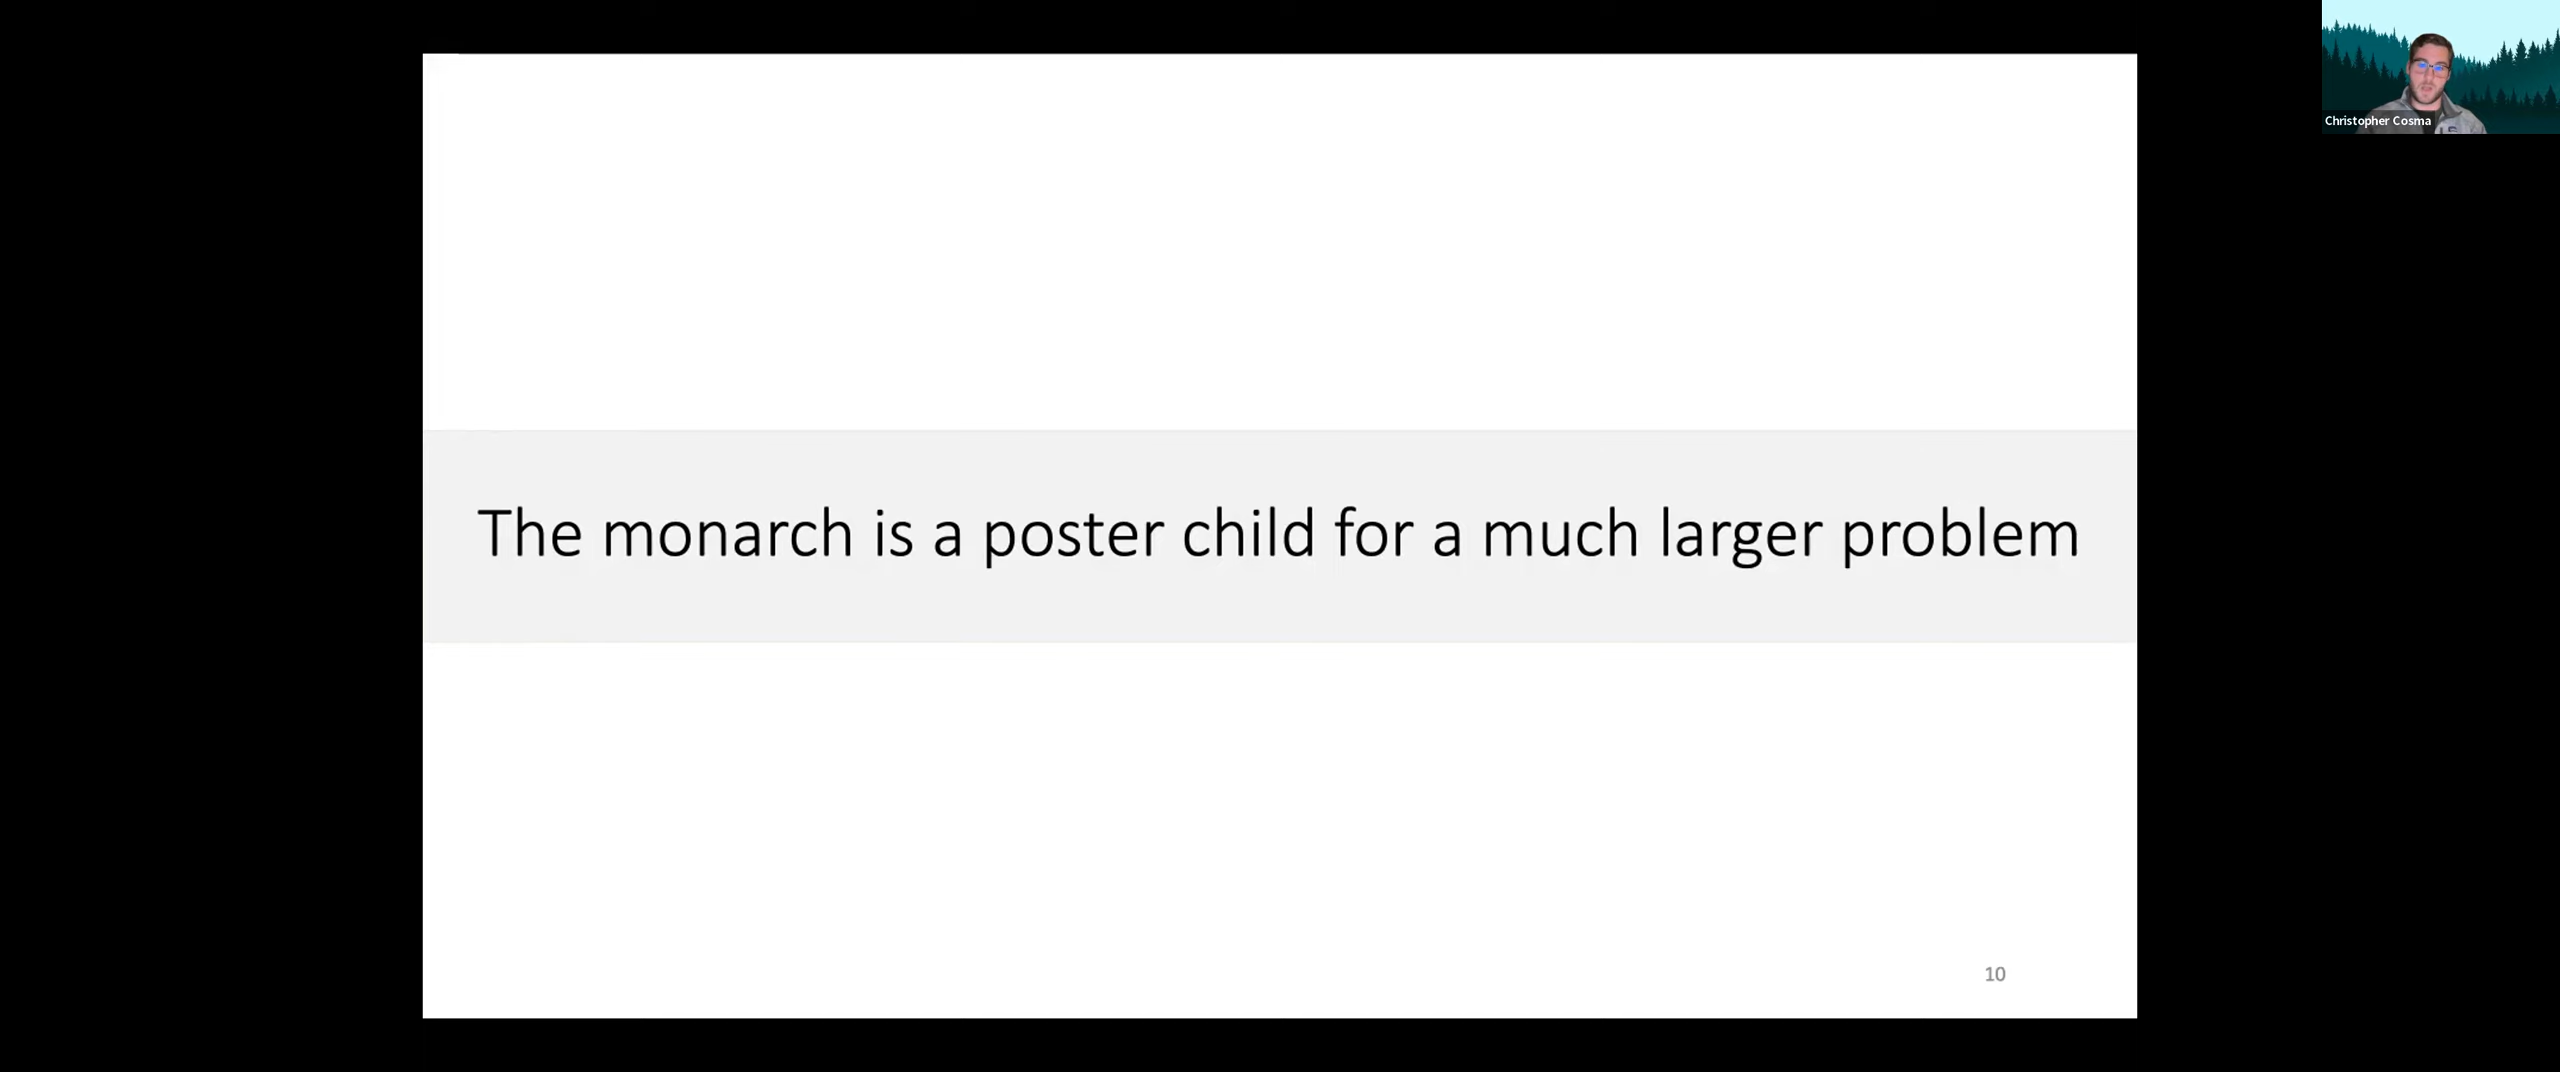 Christopher Cosma
The monarch is a poster child for a much larger problem
10